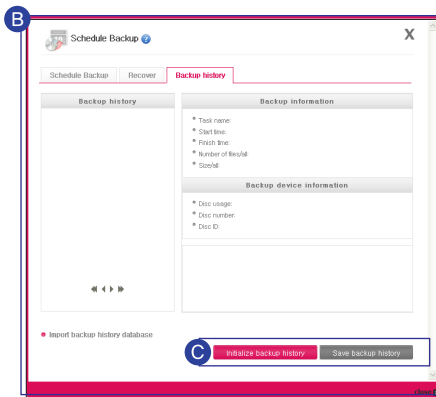 B
Schedule Backup ?
X
Schedule Backup Recover Backup history
Backup history
Backup information
* Task name:
* Start time:
* Finish time:
* Number of files/all:
* Size/all:
Backup device information
* Disc usage:
* Disc number:
* Disc ID:
Import backup history database
C
Initialize backup history Save backup history
close